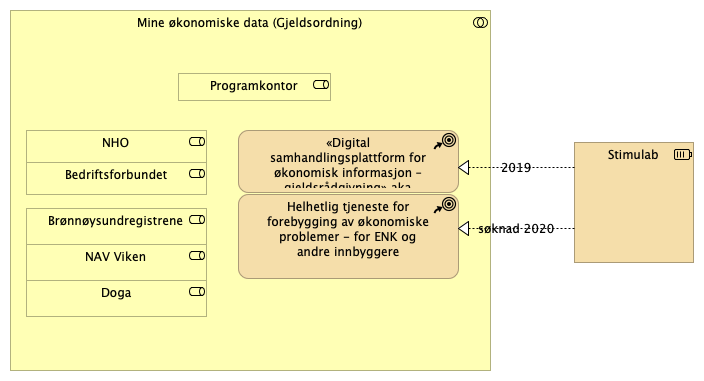 Mine økonomiske data (Gjeldsordning)
Programkontor
NHO
Bedriftsforbundet
Brønnøysundregistrene
NAV Viken
Doga
«Digital
samhandlingsplattform for
økonomisk informasjon –
gjeldsrådgivning» aka
Helhetlig tjeneste for
forebygging av økonomiske
problemer – for ENK og
andre innbyggere
2019
søknad 2020
Stimulab